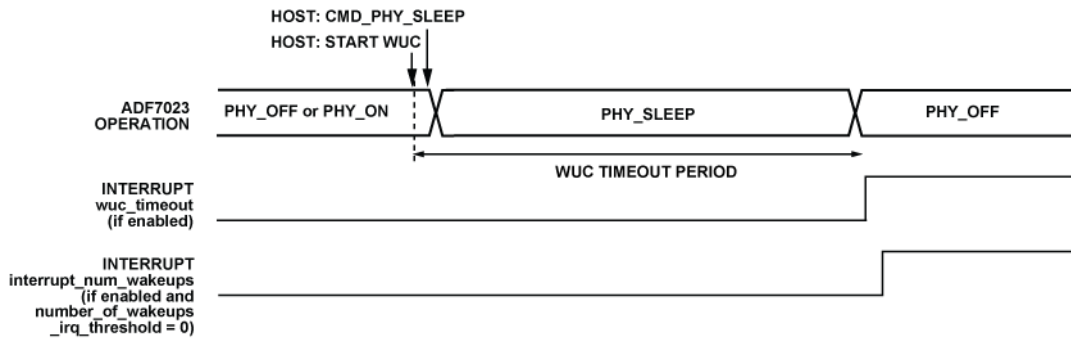 HOST: CMD_PHY_SLEEP
HOST: START WUC
ADF7023
OPERATION
PHY_OFF or PHY_ON
PHY_SLEEP
PHY_OFF
WUC TIMEOUT PERIOD
INTERRUPT
wuc_timeout
(if enabled)
INTERRUPT
interrupt_num_wakeups
(if enabled and
number_of_wakeups
_irq_threshold = 0)